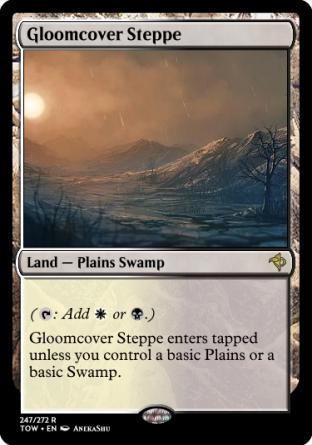 Gloomcover Steppe
Land — Plains Swamp
(: Add or .)
Gloomcover Steppe enters tapped
unless you control a basic Plains or a
basic Swamp.
247/272 R
TOW • EN AnekaShu